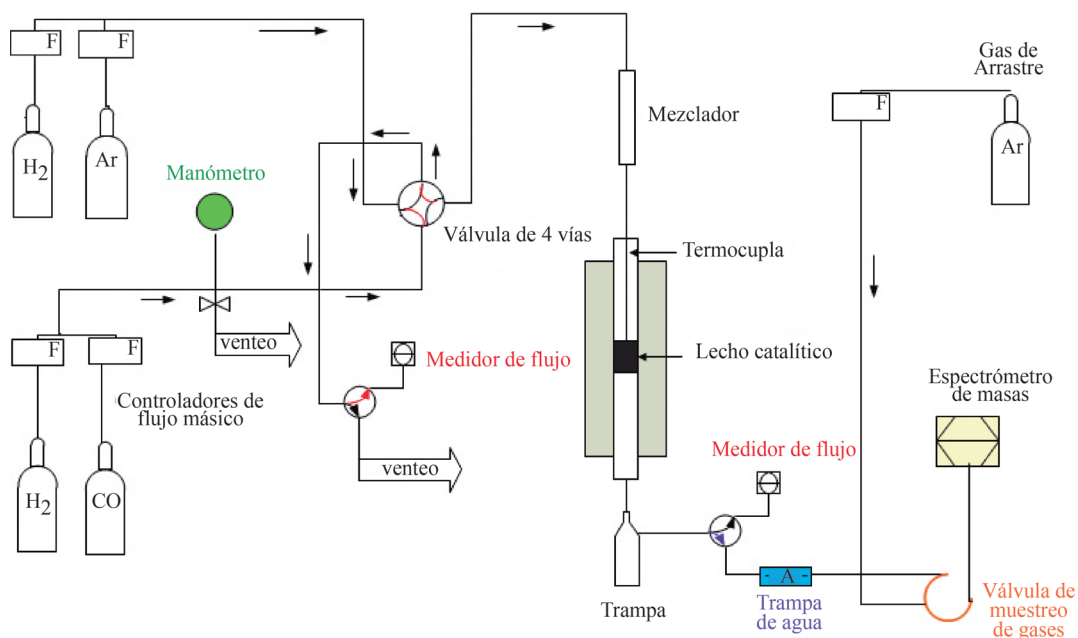 F
F
H2
Ar
Manómetro
Válvula de 4 vías
Mezclador
Termocupla
Lecho catalítico
Gas de
Arrastre
F
Ar
F
F
venteo
Controladores de
flujo másico
H2
CO
Medidor de flujo
venteo
Medidor de flujo
Espectrómetro
de masas
Trampa
A
Trampa
de agua
Válvula de
muestreo
de gases